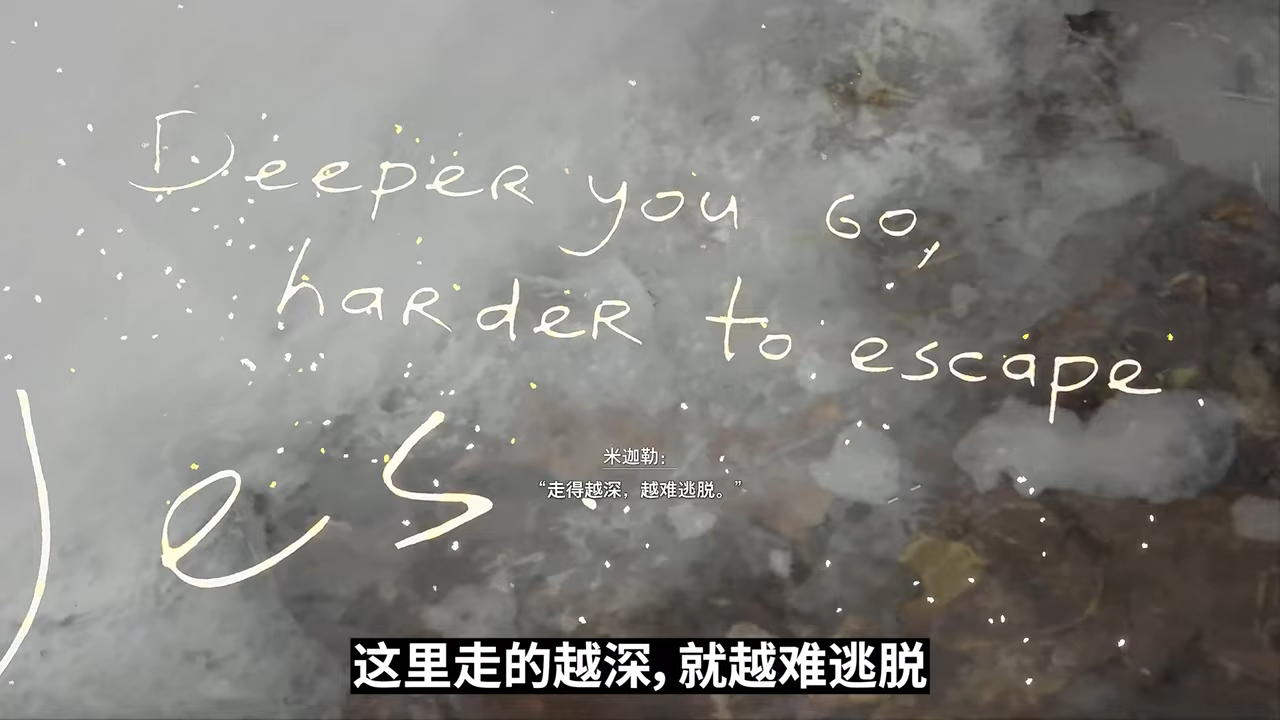 Deeper you go,
harder to escape
es
米迦勒：
“走得越深，越难逃脱。”
这里走的越深，就越难逃脱